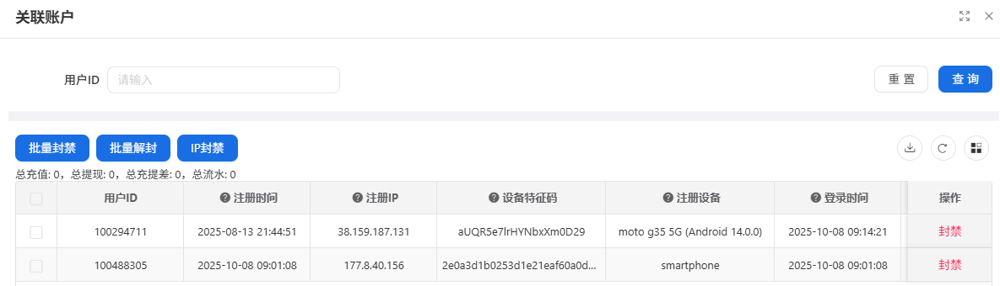 关联账户
用户ID 请输入 重 置 查 询
批量封禁 批量解封 IP封禁
总充值: 0，总提现: 0，总充提差: 0，总流水: 0
用户ID 注册时间 注册IP 设备特征码 注册设备 登录时间 操作
100294711 2025-08-13 21:44:51 38.159.187.131 aUQR5e7lrHYNbxXm0D29 moto g35 5G (Android 14.0.0) 2025-10-08 09:14:21 封禁
100488305 2025-10-08 09:01:08 177.8.40.156 2e0a3d1b0253d1e21eaf60a0d... smartphone 2025-10-08 09:01:08 封禁